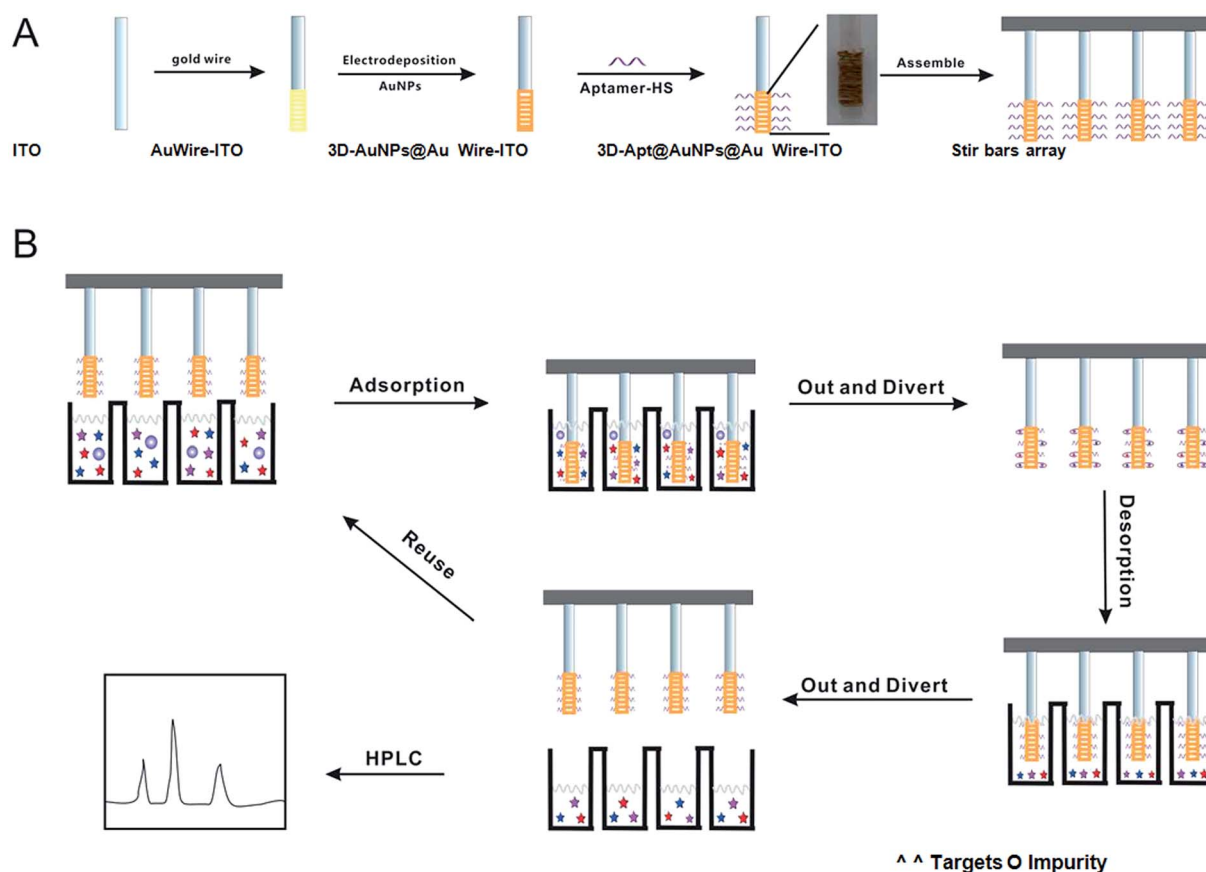 A
gold wire
Electrodeposition
AuNPs
Aptamer-HS
Assemble
ITO
AuWire-ITO
3D-AuNPs@Au Wire-ITO
3D-Apt@AuNPs@Au Wire-ITO
Stir bars array
B
Adsorption
Out and Divert
Desorption
Out and Divert
Reuse
HPLC
^ ^ Targets O Impurity